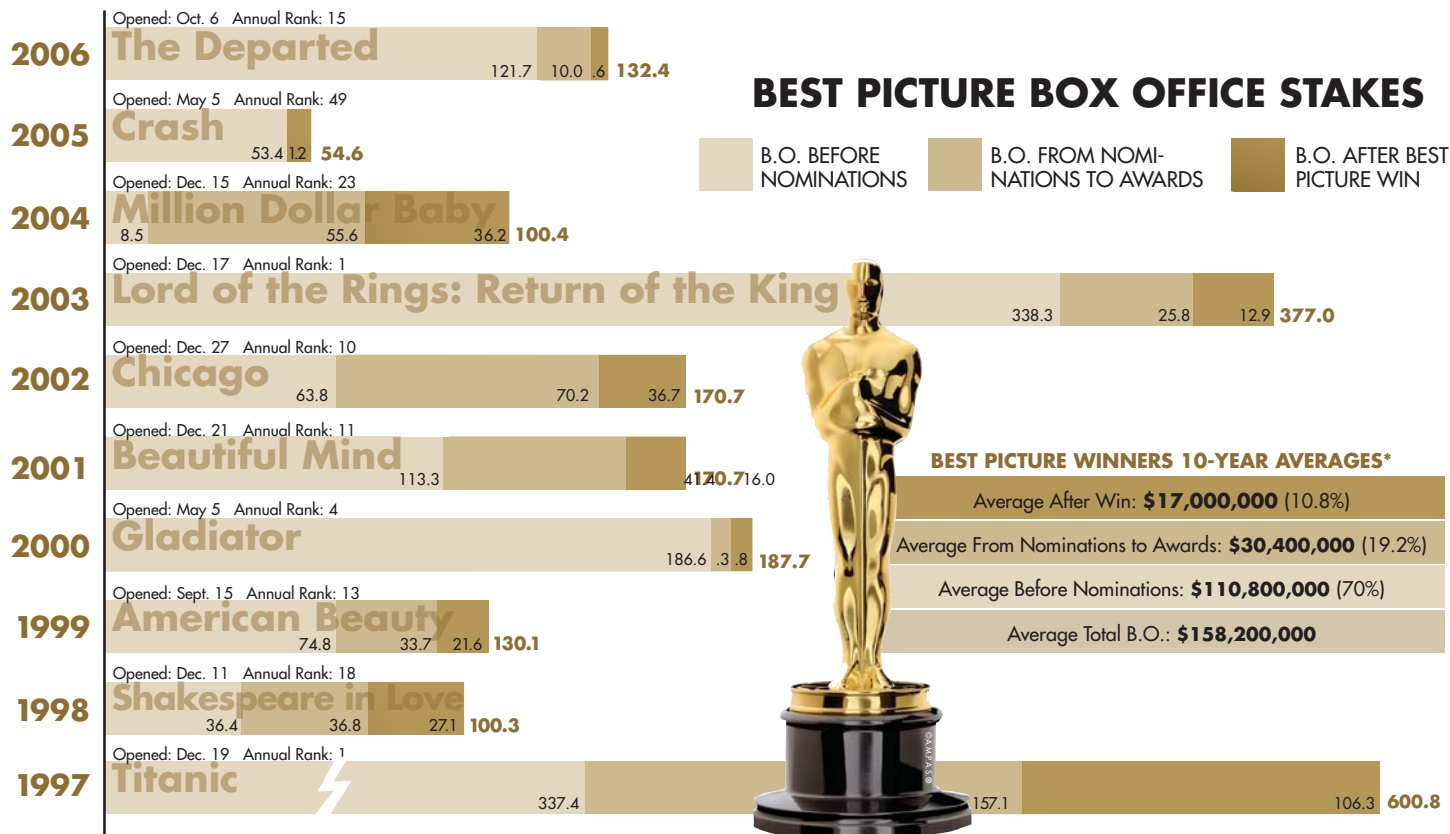 Opened: Oct. 6 Annual Rank: 15
2006 The Departed
121.7 10.0 .6 132.4
BEST PICTURE BOX OFFICE STAKES
B.O. BEFORE
NOMINATIONS
B.O. FROM NOMI-
NATIONS TO AWARDS
B.O. AFTER BEST
PICTURE WIN
Opened: May 5 Annual Rank: 49
2005 Crash
53.4 1.2 54.6
Opened: Dec. 15 Annual Rank: 23
2004 Million Dollar Baby
8.5 55.6 36.2 100.4
Opened: Dec. 17 Annual Rank: 1
2003 Lord of the Rings: Return of the King
338.3 25.8 12.9 377.0
Opened: Dec. 27 Annual Rank: 10
2002 Chicago
63.8 70.2 36.7 170.7
Opened: Dec. 21 Annual Rank: 11
2001 Beautiful Mind
113.3 41.4 170.7 16.0
Opened: May 5 Annual Rank: 4
2000 Gladiator
186.6 .3 .8 187.7
Opened: Sept. 15 Annual Rank: 13
1999 American Beauty
74.8 33.7 21.6 130.1
Opened: Dec. 11 Annual Rank: 18
1998 Shakespeare in Love
36.4 36.8 27.1 100.3
Opened: Dec. 19 Annual Rank: 1
1997 Titanic
337.4 157.1 106.3 600.8
BEST PICTURE WINNERS 10-YEAR AVERAGES*
Average After Win: $17,000,000 (10.8%)
Average From Nominations to Awards: $30,400,000 (19.2%)
Average Before Nominations: $110,800,000 (70%)
Average Total B.O.: $158,200,000
©A.M.P.A.S.®